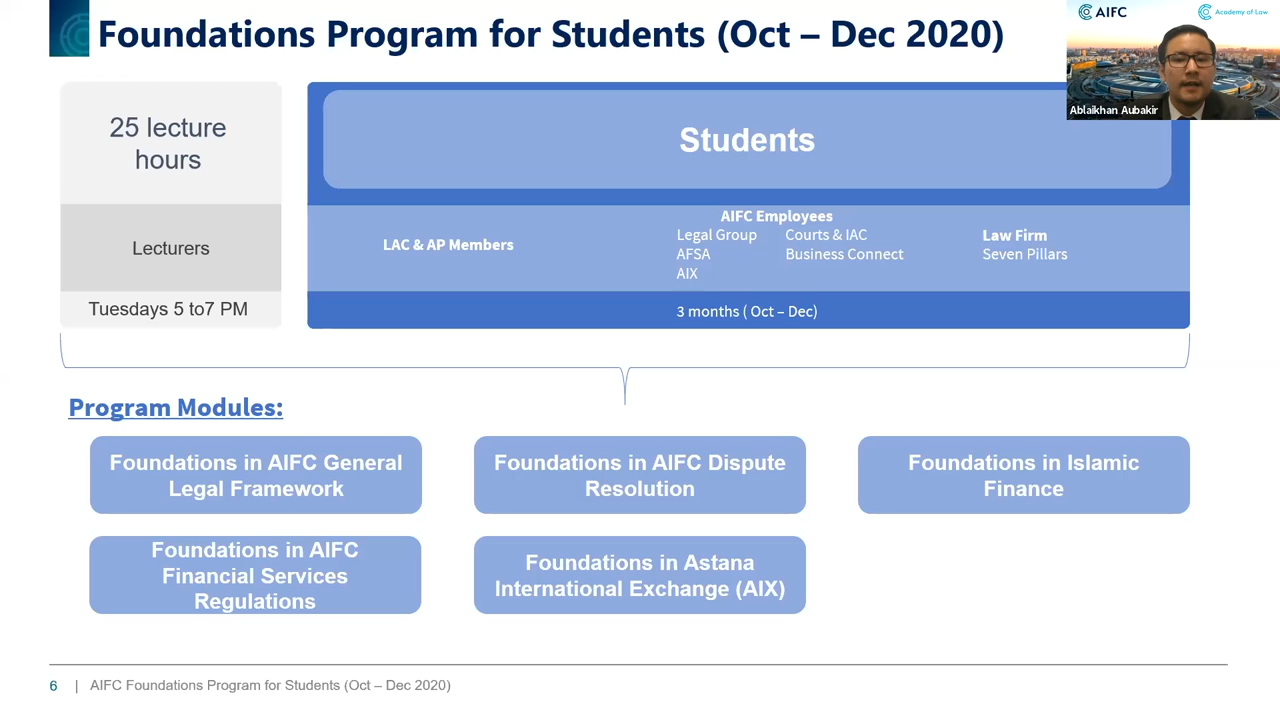 Foundations Program for Students (Oct – Dec 2020)
AIFC
Academy of Law
Ablaikhan Aubakir
25 lecture
hours
Students
Lecturers
LAC & AP Members
AIFC Employees
Legal Group
AFSA
AIX
Courts & IAC
Business Connect
Law Firm
Seven Pillars
Tuesdays 5 to7 PM
3 months ( Oct – Dec)
Program Modules:
Foundations in AIFC General
Legal Framework
Foundations in AIFC Dispute
Resolution
Foundations in Islamic
Finance
Foundations in AIFC
Financial Services
Regulations
Foundations in Astana
International Exchange (AIX)
6 | AIFC Foundations Program for Students (Oct – Dec 2020)